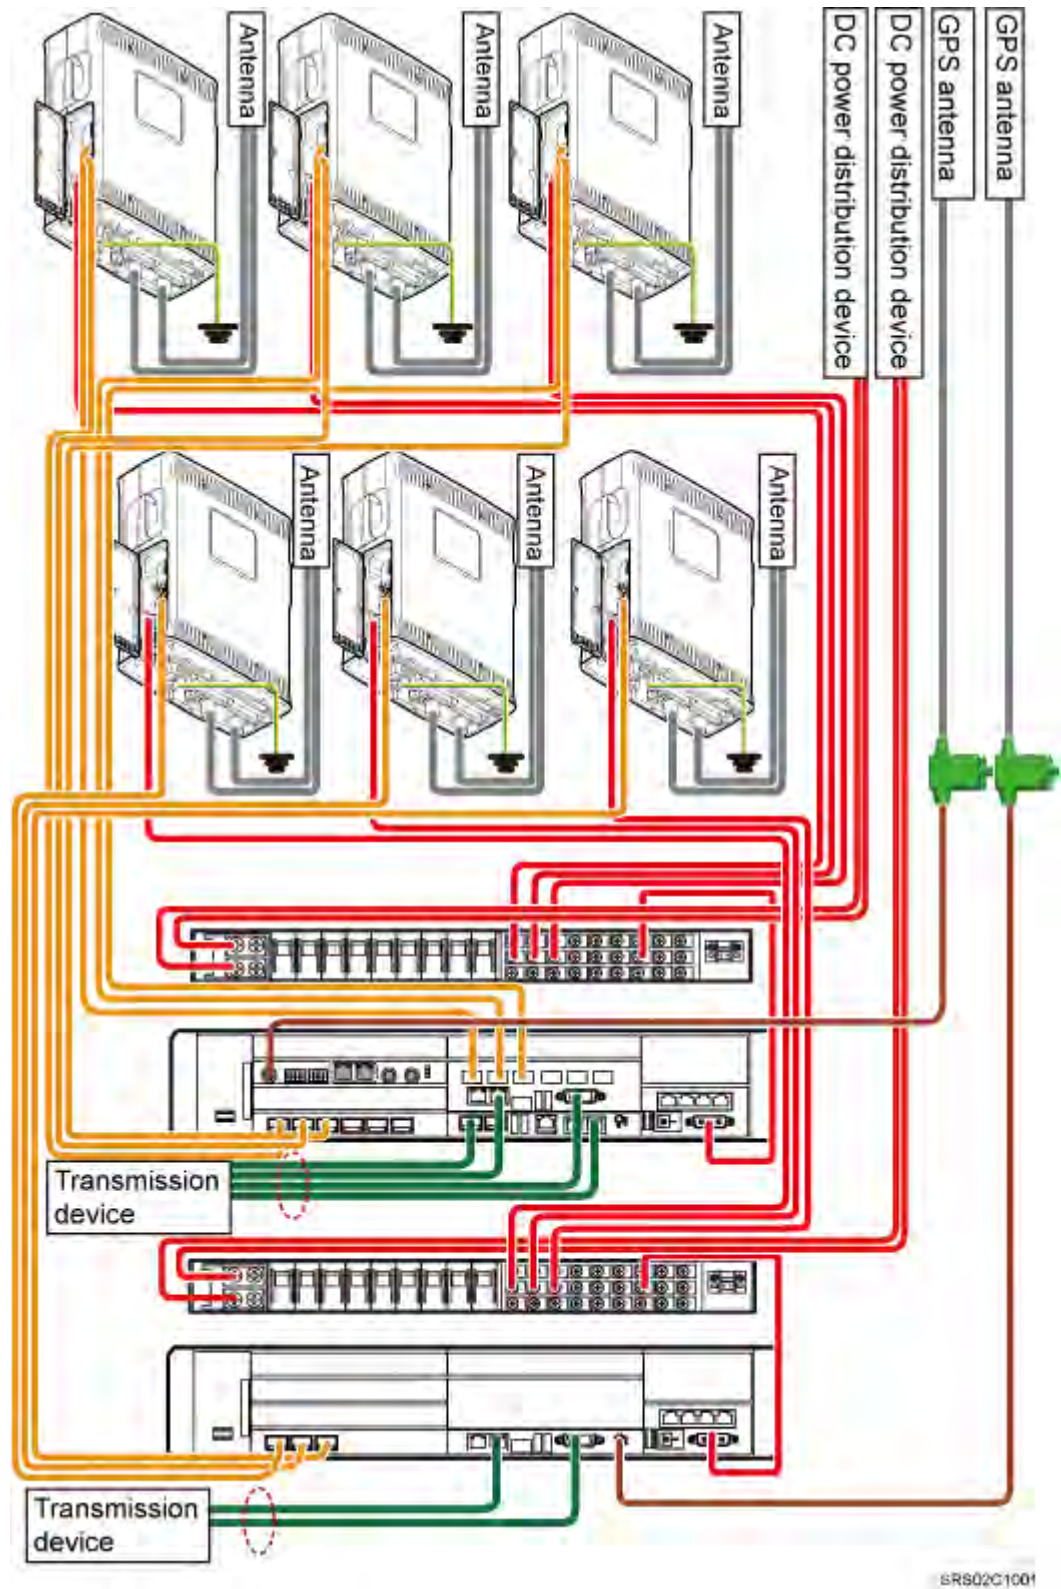 Antenna
Antenna
Antenna
DC power distribution device
DC power distribution device
GPS antenna
GPS antenna
Antenna
Antenna
Antenna
Transmission
device
Transmission
device
SRS02C1001